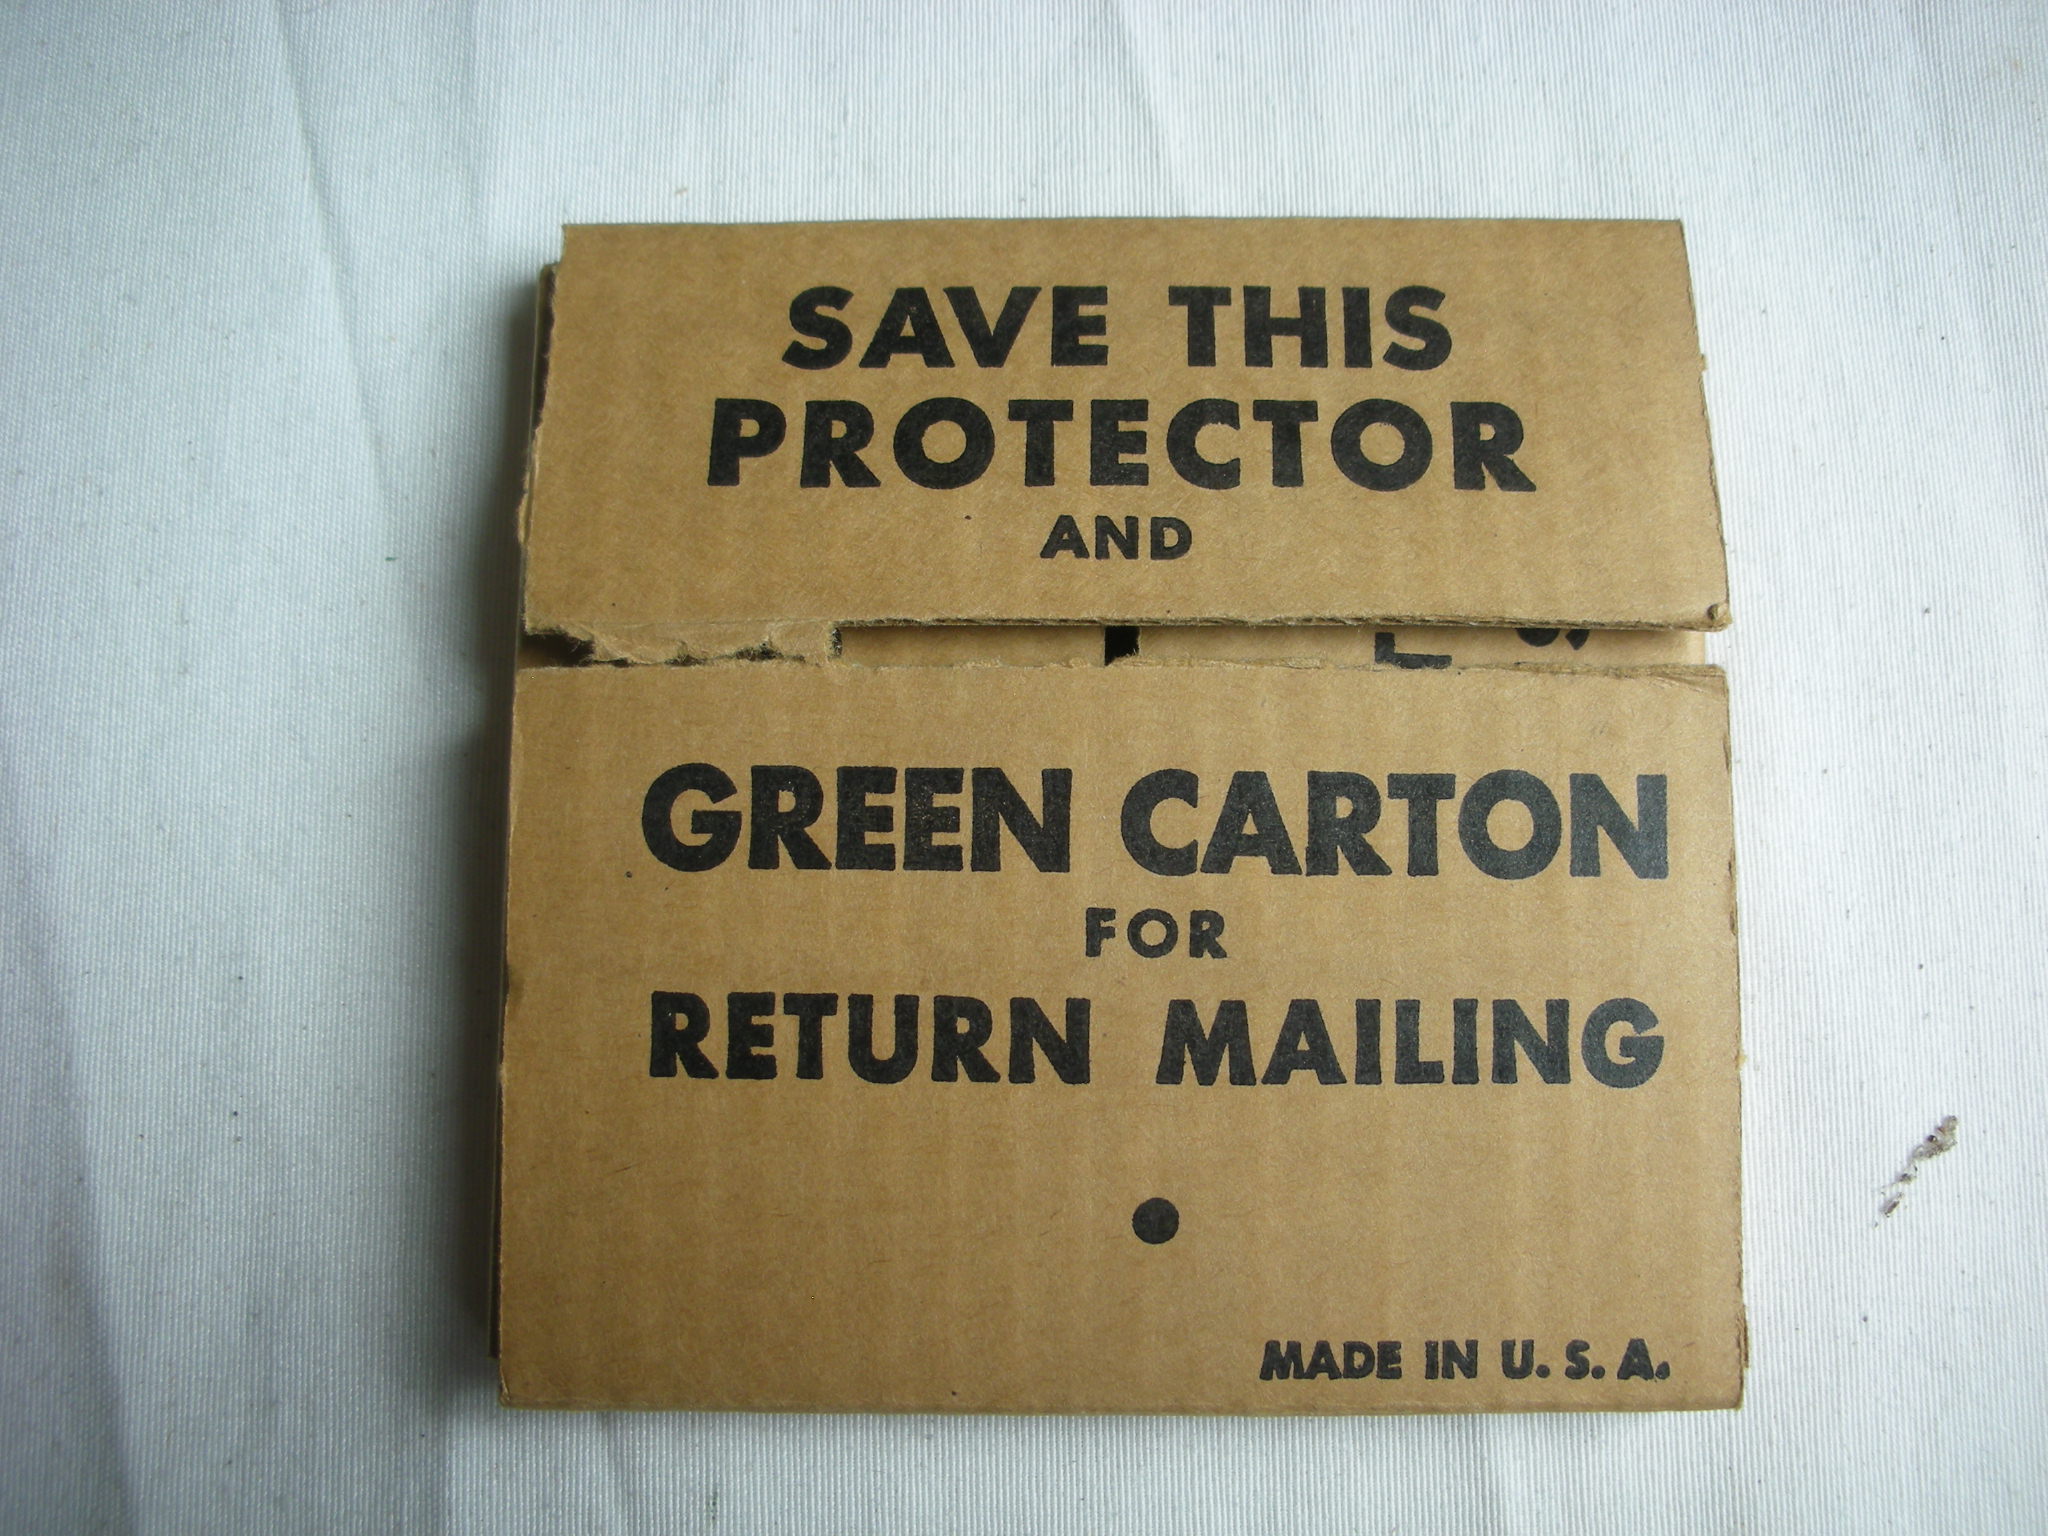 SAVE THIS
PROTECTOR
AND
GREEN CARTON
FOR
RETURN MAILING
MADE IN U. S. A.